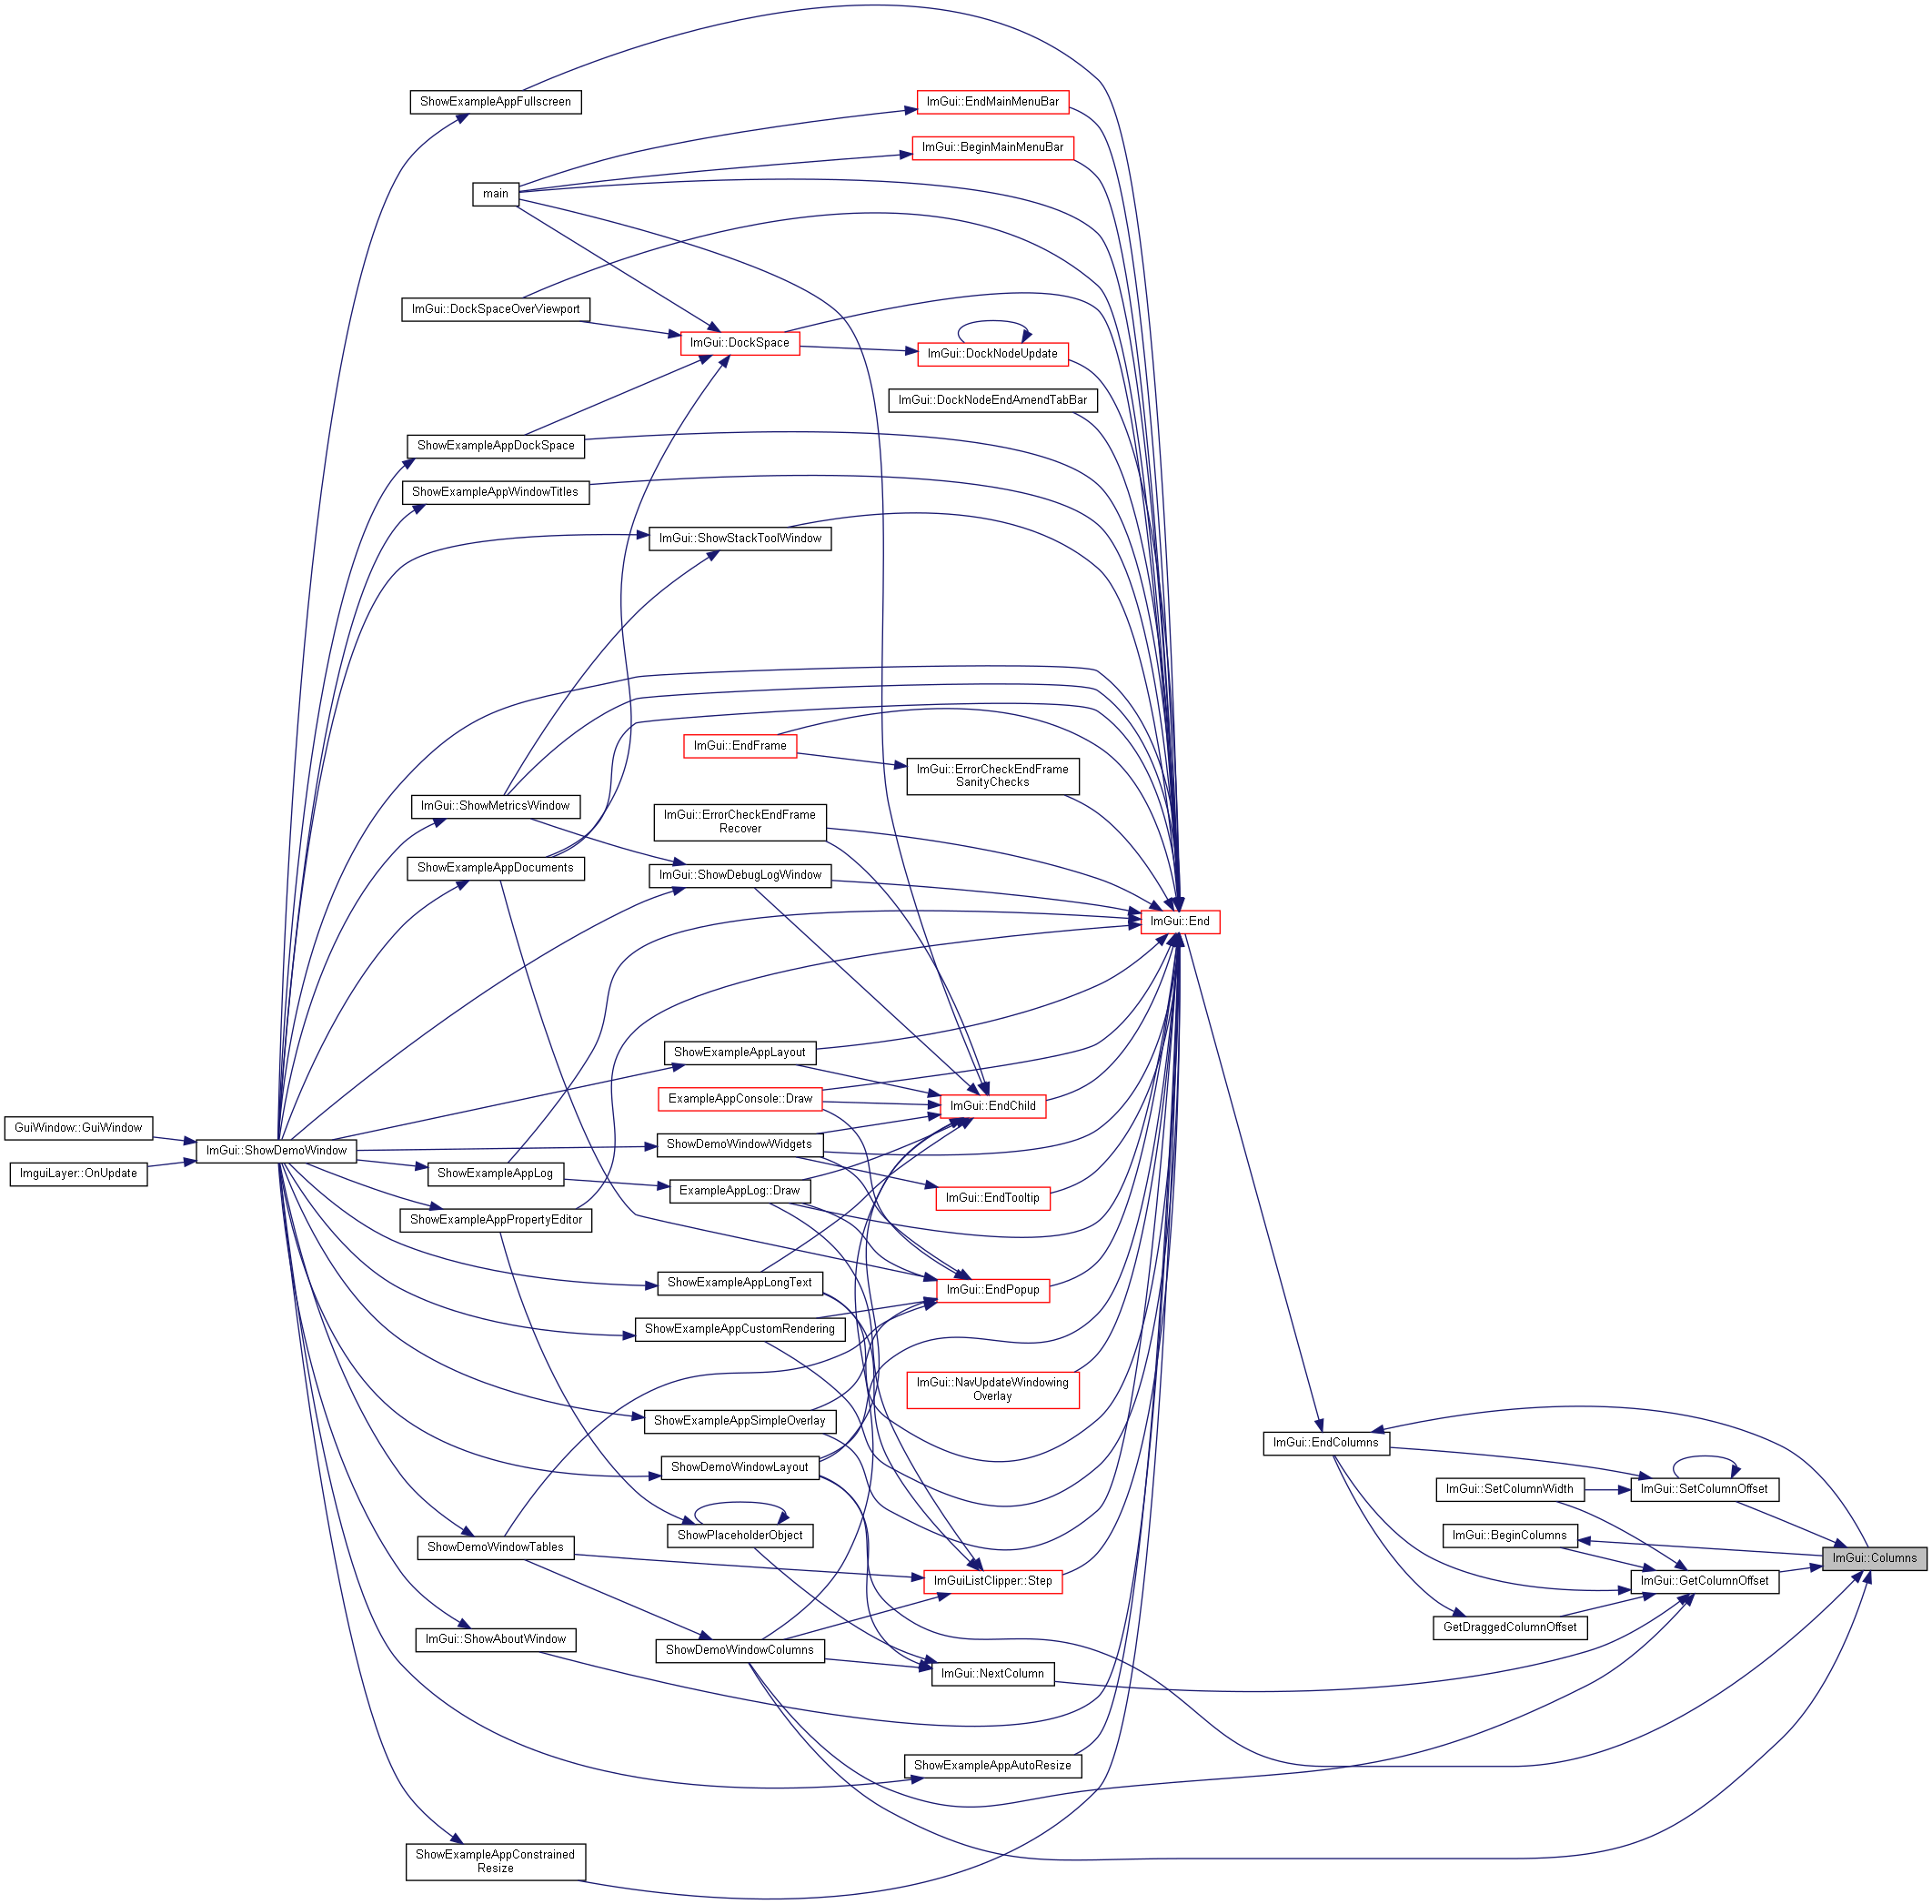 ShowExampleAppFullscreen
ImGui::EndMainMenuBar
ImGui::BeginMainMenuBar
main
ImGui::DockSpaceOverViewport
ImGui::DockSpace
ImGui::DockNodeUpdate
ImGui::DockNodeEndAmendTabBar
ShowExampleAppDockSpace
ShowExampleAppWindowTitles
ImGui::ShowStackToolWindow
ImGui::EndFrame
ImGui::ErrorCheckEndFrame
SanityChecks
ImGui::ShowMetricsWindow
ImGui::ErrorCheckEndFrame
Recover
ShowExampleAppDocuments
ImGui::ShowDebugLogWindow
ImGui::End
ShowExampleAppLayout
ExampleAppConsole::Draw
ImGui::EndChild
GuiWindow::GuiWindow
ImGui::ShowDemoWindow
ShowDemoWindowWidgets
ImguiLayer::OnUpdate
ShowExampleAppLog
ExampleAppLog::Draw
ImGui::EndTooltip
ShowExampleAppPropertyEditor
ShowExampleAppLongText
ImGui::EndPopup
ShowExampleAppCustomRendering
ImGui::NavUpdateWindowing
Overlay
ShowExampleAppSimpleOverlay
ImGui::EndColumns
ShowDemoWindowLayout
ImGui::SetColumnWidth
ImGui::SetColumnOffset
ShowPlaceholderObject
ImGui::BeginColumns
ShowDemoWindowTables
ImGui::Columns
ImGuiListClipper::Step
ImGui::GetColumnOffset
GetDraggedColumnOffset
ImGui::ShowAboutWindow
ShowDemoWindowColumns
ImGui::NextColumn
ShowExampleAppAutoResize
ShowExampleAppConstrained
Resize